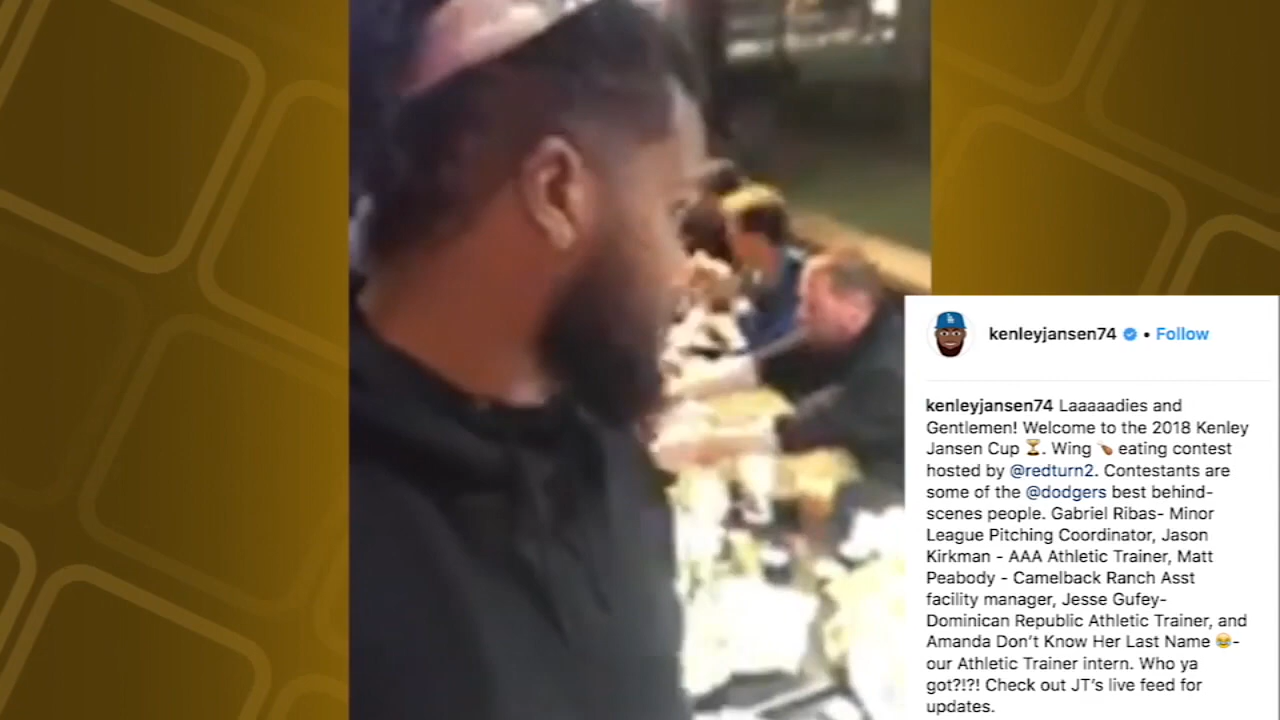 kenleyjansen74 • Follow
kenleyjansen74 Laaaaadies and
Gentlemen! Welcome to the 2018 Kenley
Jansen Cup 🏆. Wing 🍗 eating contest
hosted by @redturn2. Contestants are
some of the @dodgers best behind-
scenes people. Gabriel Ribas- Minor
League Pitching Coordinator, Jason
Kirkman - AAA Athletic Trainer, Matt
Peabody - Camelback Ranch Asst
facility manager, Jesse Gufey-
Dominican Republic Athletic Trainer, and
Amanda Don't Know Her Last Name 😂-
our Athletic Trainer intern. Who ya
got?!?! Check out JT's live feed for
updates.